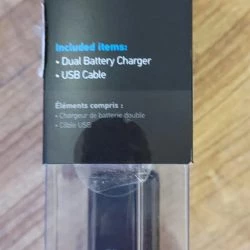 Included items:
- Dual Battery Charger
- USB Cable
Éléments compris :
- Chargeur de batterie double
- Câble USB